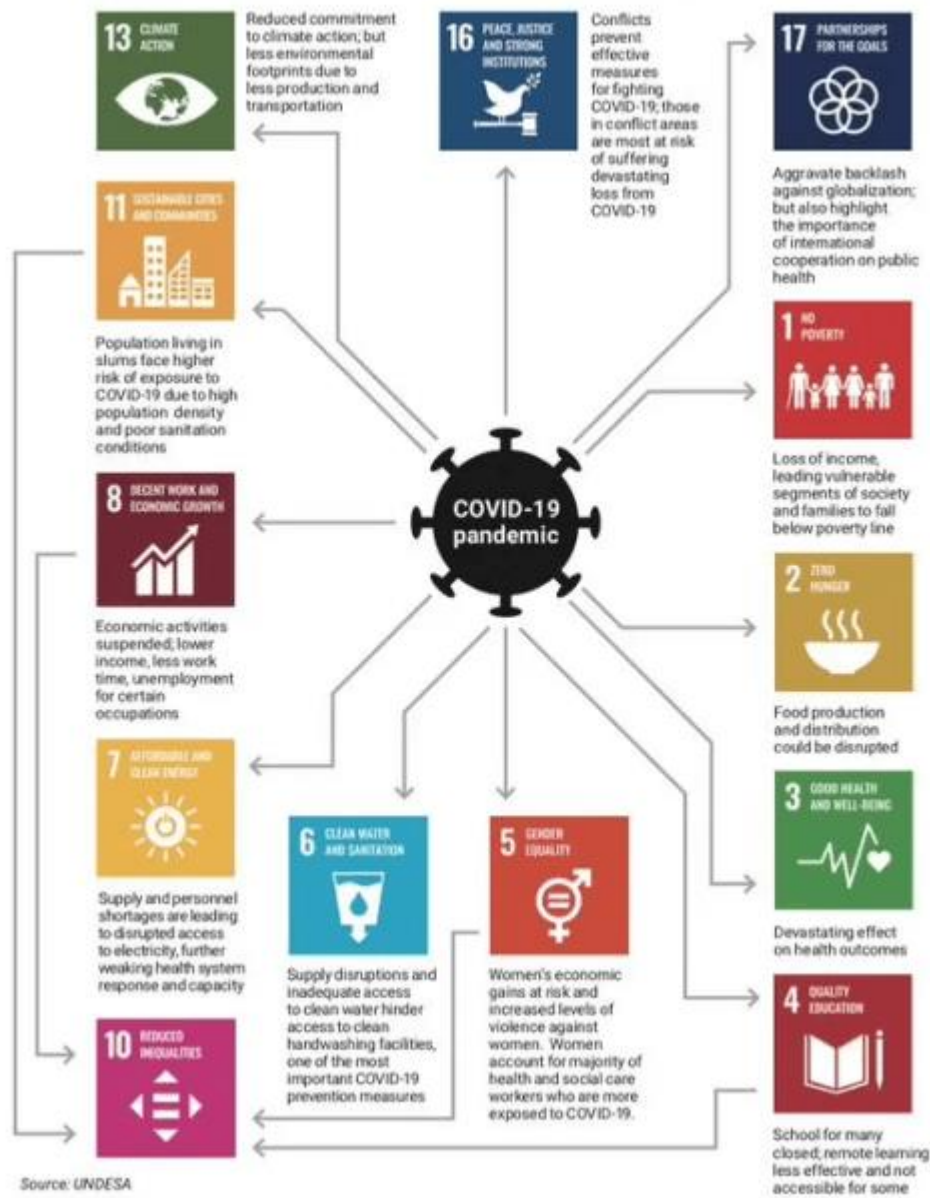 13 CLIMATE
ACTION
Reduced commitment
to climate action; but
less environmental
footprints due to
less production and
transportation
16 PEACE, JUSTICE
AND STRONG
INSTITUTIONS
Conflicts
prevent
effective
measures
for fighting
COVID-19; those
in conflict areas
are most at risk
of suffering
devastating
loss from
COVID-19
17 PARTNERSHIPS
FOR THE GOALS
Aggravate backlash
against globalization;
but also highlight
the importance
of international
cooperation on public
health
11 SUSTAINABLE CITIES
AND COMMUNITIES
Population living in
slums face higher
risk of exposure to
COVID-19 due to high
population density
and poor sanitation
conditions
1 NO
POVERTY
Loss of income,
leading vulnerable
segments of society
and families to fall
below poverty line
COVID-19
pandemic
8 DECENT WORK AND
ECONOMIC GROWTH
Economic activities
suspended; lower
income, less work
time, unemployment
for certain
occupations
2 ZERO
HUNGER
Food production
and distribution
could be disrupted
7 AFFORDABLE AND
CLEAN ENERGY
Supply and personnel
shortages are leading
to disrupted access
to electricity, further
weaking health system
response and capacity
6 CLEAN WATER
AND SANITATION
Supply disruptions and
inadequate access
to clean water hinder
access to clean
handwashing facilities,
one of the most
important COVID-19
prevention measures
5 GENDER
EQUALITY
Women's economic
gains at risk and
increased levels of
violence against
women. Women
account for majority of
health and social care
workers who are more
exposed to COVID-19.
3 GOOD HEALTH
AND WELL-BEING
Devastating effect
on health outcomes
4 QUALITY
EDUCATION
School for many
closed; remote learning
less effective and not
accessible for some
10 REDUCED
INEQUALITIES
Source: UNDESA